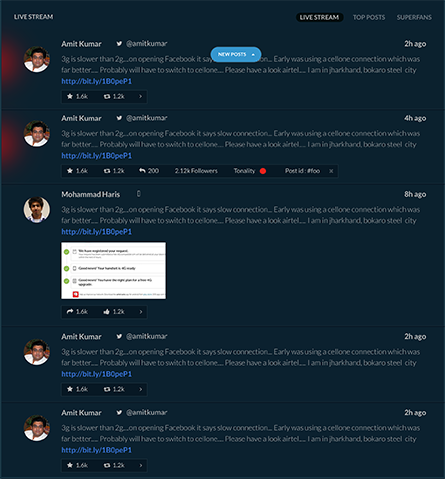 LIVE STREAM LIVE STREAM TOP POSTS SUPERFANS
Amit Kumar @amitkumar 2h ago
NEW POSTS
3g is slower than 2g....on opening Facebook it says slow connection... Early was using a cellone connection which was
far better.... Probably will have to switch to cellone.... Please have a look airtel.... I am in jharkhand, bokaro steel city
http://bit.ly/1B0peP1
1.6k 1.2k
Amit Kumar @amitkumar 4h ago
3g is slower than 2g....on opening Facebook it says slow connection... Early was using a cellone connection which was
far better.... Probably will have to switch to cellone.... Please have a look airtel.... I am in jharkhand, bokaro steel city
http://bit.ly/1B0peP1
1.6k 1.2k 200 2.12k Followers Tonality Post id : #foo ×
Mohammad Haris 8h ago
3g is slower than 2g....on opening Facebook it says slow connection... Early was using a cellone connection which was
far better.... Probably will have to switch to cellone.... Please have a look airtel.... I am in jharkhand, bokaro steel city
http://bit.ly/1B0peP1
We have registered your request.
Good news! Your handset is 4G ready
Good news! You have the right plan for a free 4G
upgrade
1.6k 1.2k
Amit Kumar @amitkumar 2h ago
3g is slower than 2g....on opening Facebook it says slow connection... Early was using a cellone connection which was
far better.... Probably will have to switch to cellone.... Please have a look airtel.... I am in jharkhand, bokaro steel city
http://bit.ly/1B0peP1
1.6k 1.2k
Amit Kumar @amitkumar 2h ago
3g is slower than 2g....on opening Facebook it says slow connection... Early was using a cellone connection which was
far better.... Probably will have to switch to cellone.... Please have a look airtel.... I am in jharkhand, bokaro steel city
http://bit.ly/1B0peP1
1.6k 1.2k